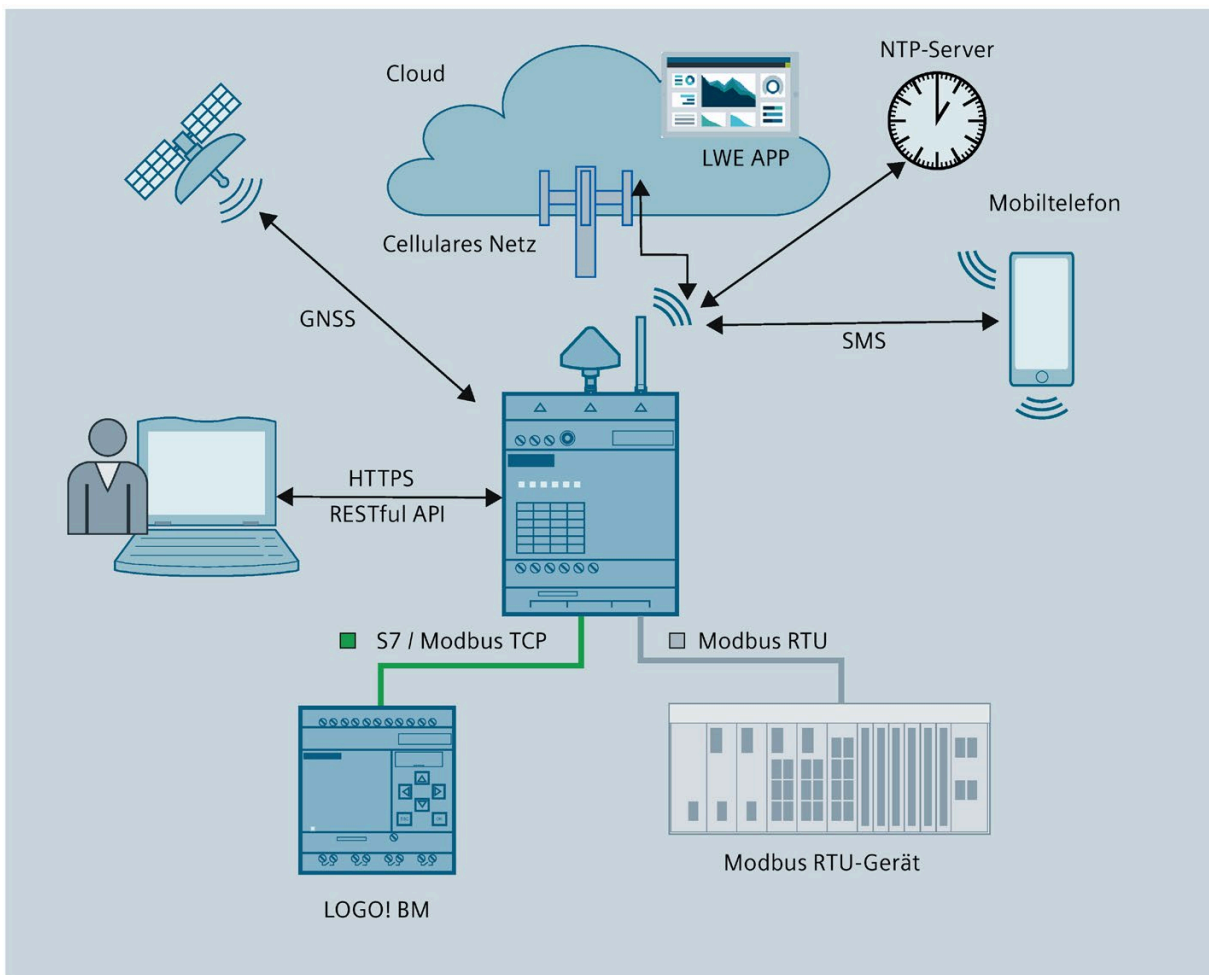 NTP-Server
Cloud
LWE APP
Mobiltelefon
Cellulares Netz
GNSS
SMS
HTTPS
RESTful API
S7 / Modbus TCP
Modbus RTU
Modbus RTU-Gerät
LOGO! BM